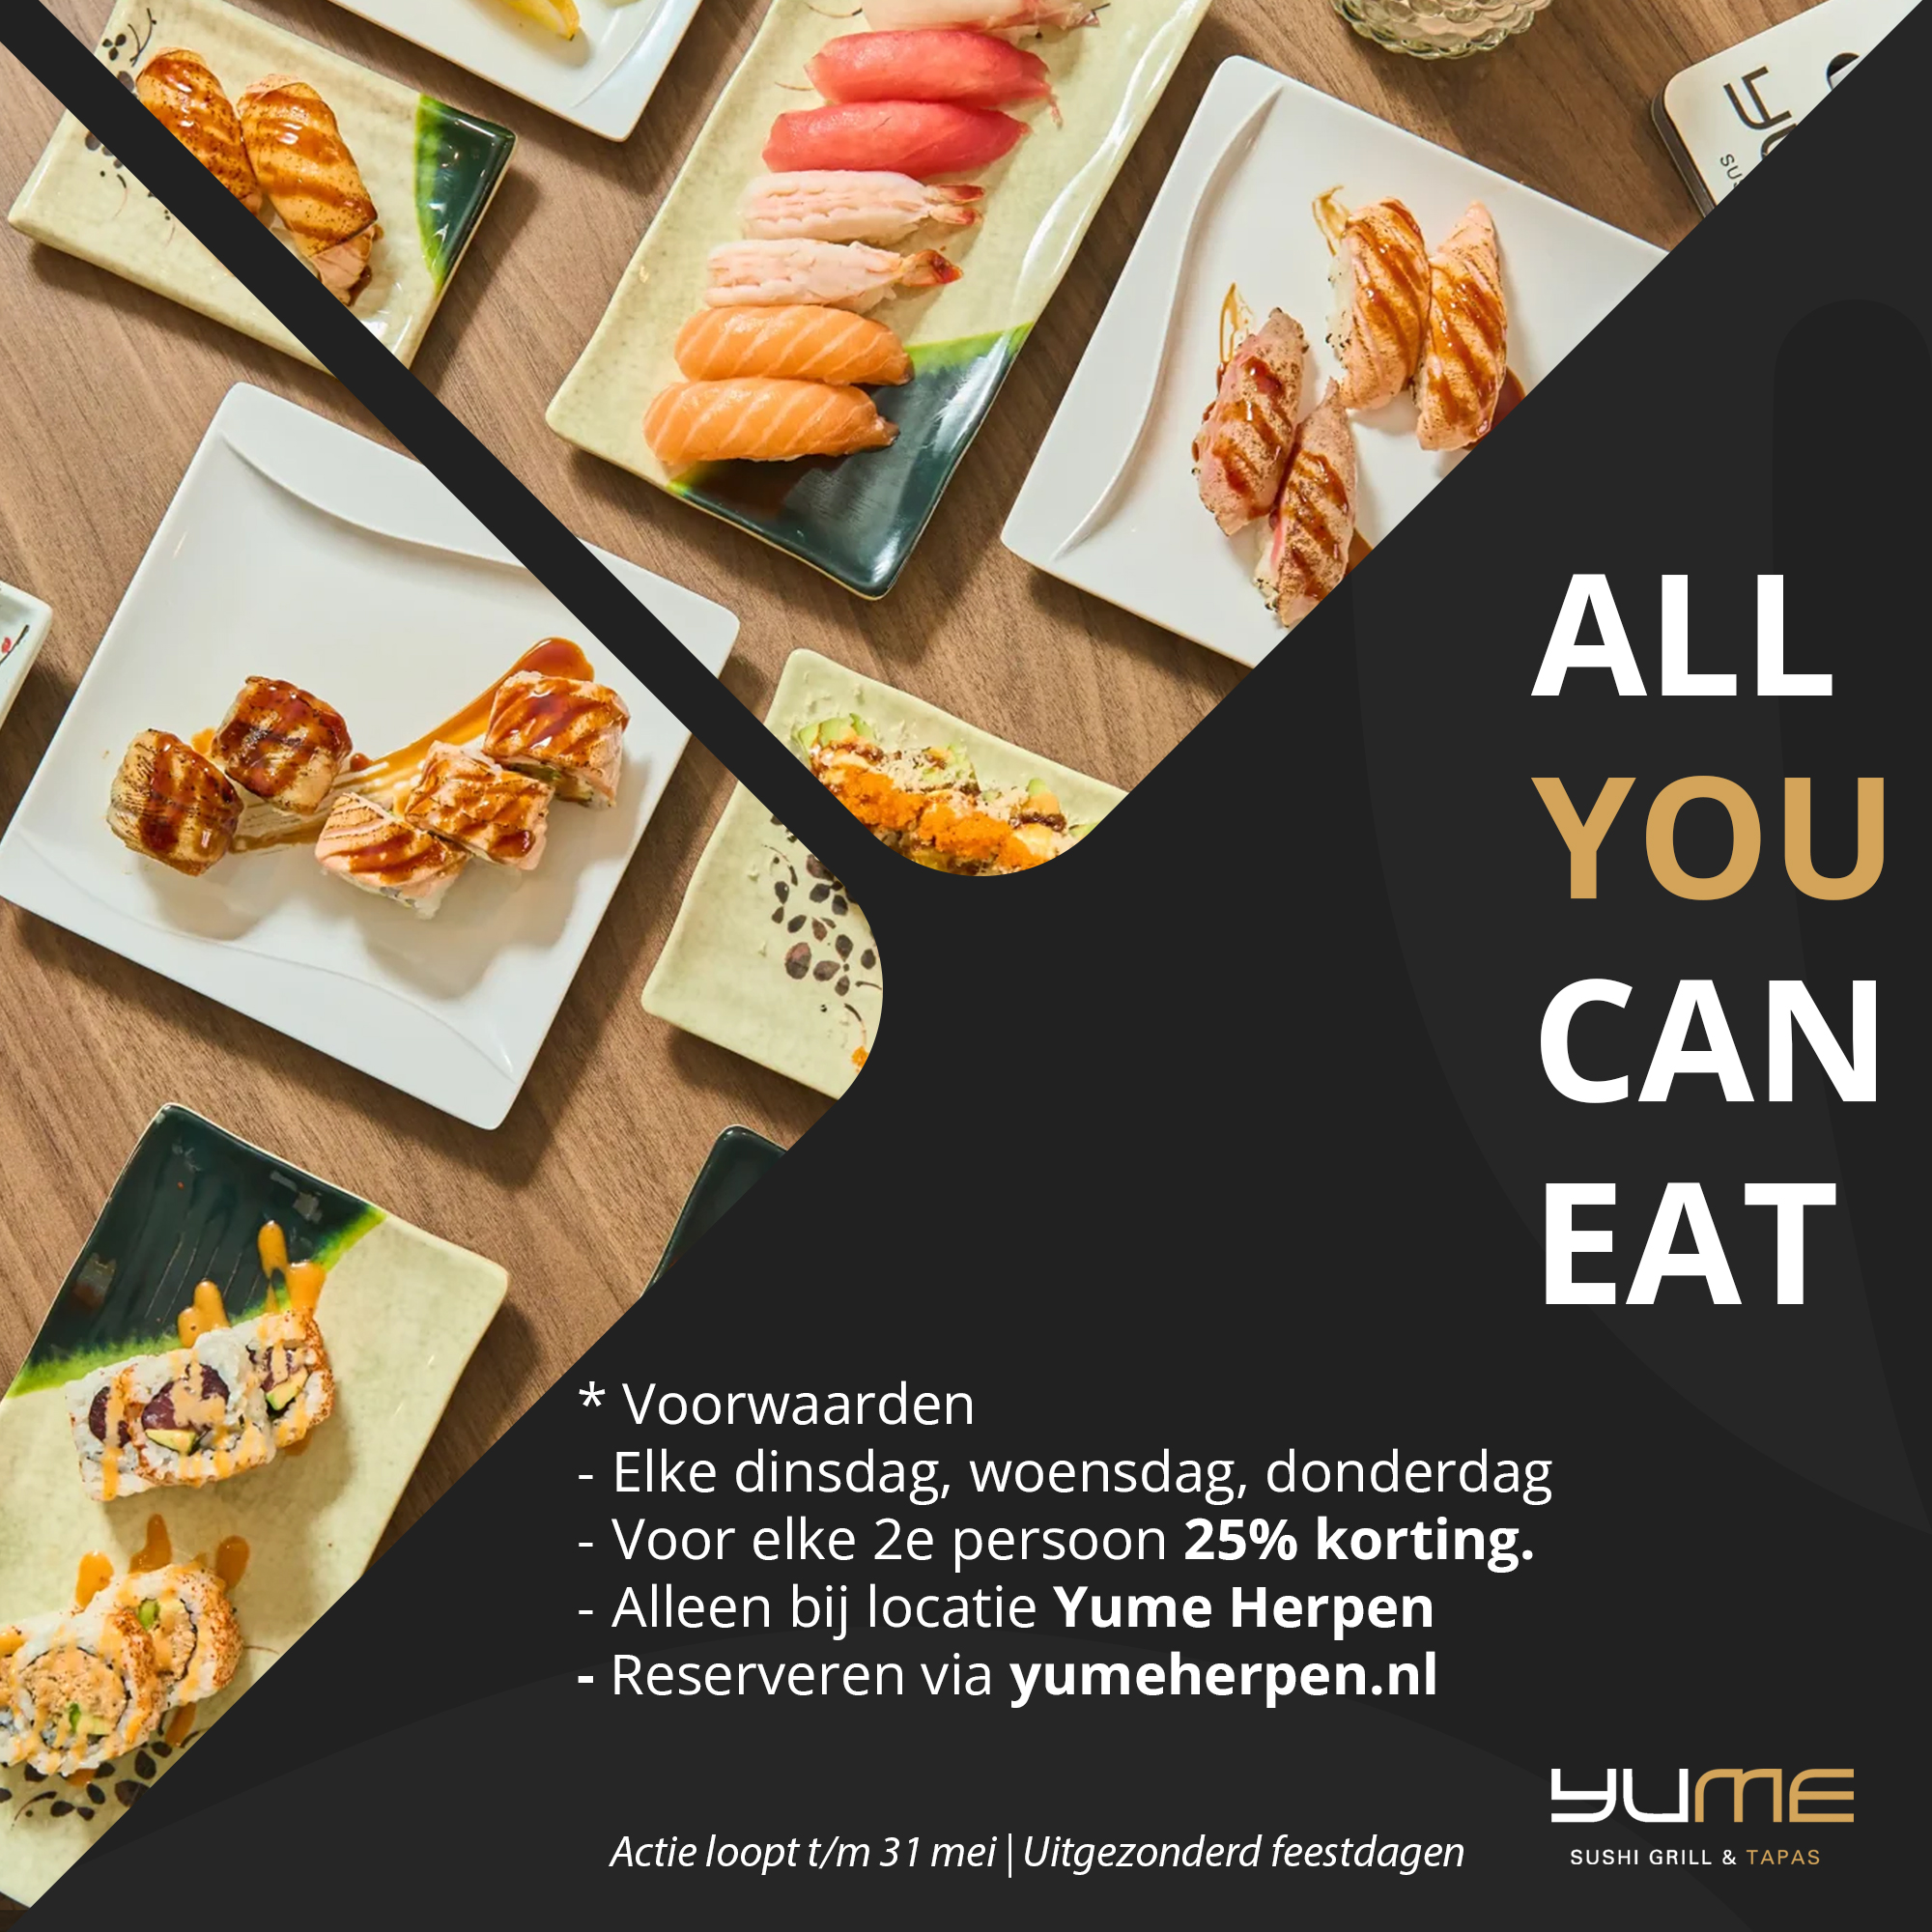 ALL
YOU
CAN
EAT
* Voorwaarden
- Elke dinsdag, woensdag, donderdag
- Voor elke 2e persoon 25% korting.
- Alleen bij locatie Yume Herpen
- Reserveren via yumeherpen.nl
Actie loopt t/m 31 mei | Uitgezonderd feestdagen
YUME
SUSHI GRILL & TAPAS